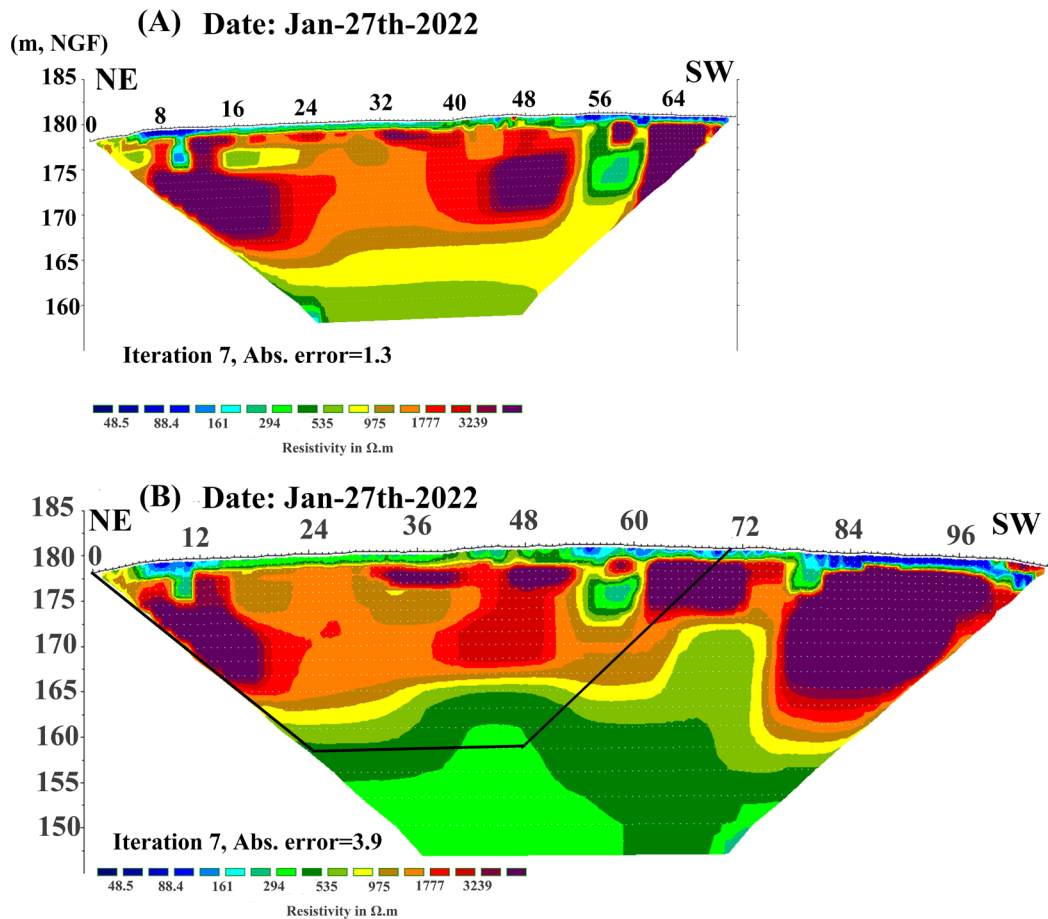 (A) Date: Jan-27th-2022
(m, NGF)
NE SW
185
180
175
170
165
160
0 8 16 24 32 40 48 56 64
Iteration 7, Abs. error=1.3
48.5 88.4 161 294 535 975 1777 3239
Resistivity in Ω.m
(B) Date: Jan-27th-2022
NE SW
185
180
175
170
165
160
155
150
0 12 24 36 48 60 72 84 96
Iteration 7, Abs. error=3.9
48.5 88.4 161 294 535 975 1777 3239
Resistivity in Ω.m